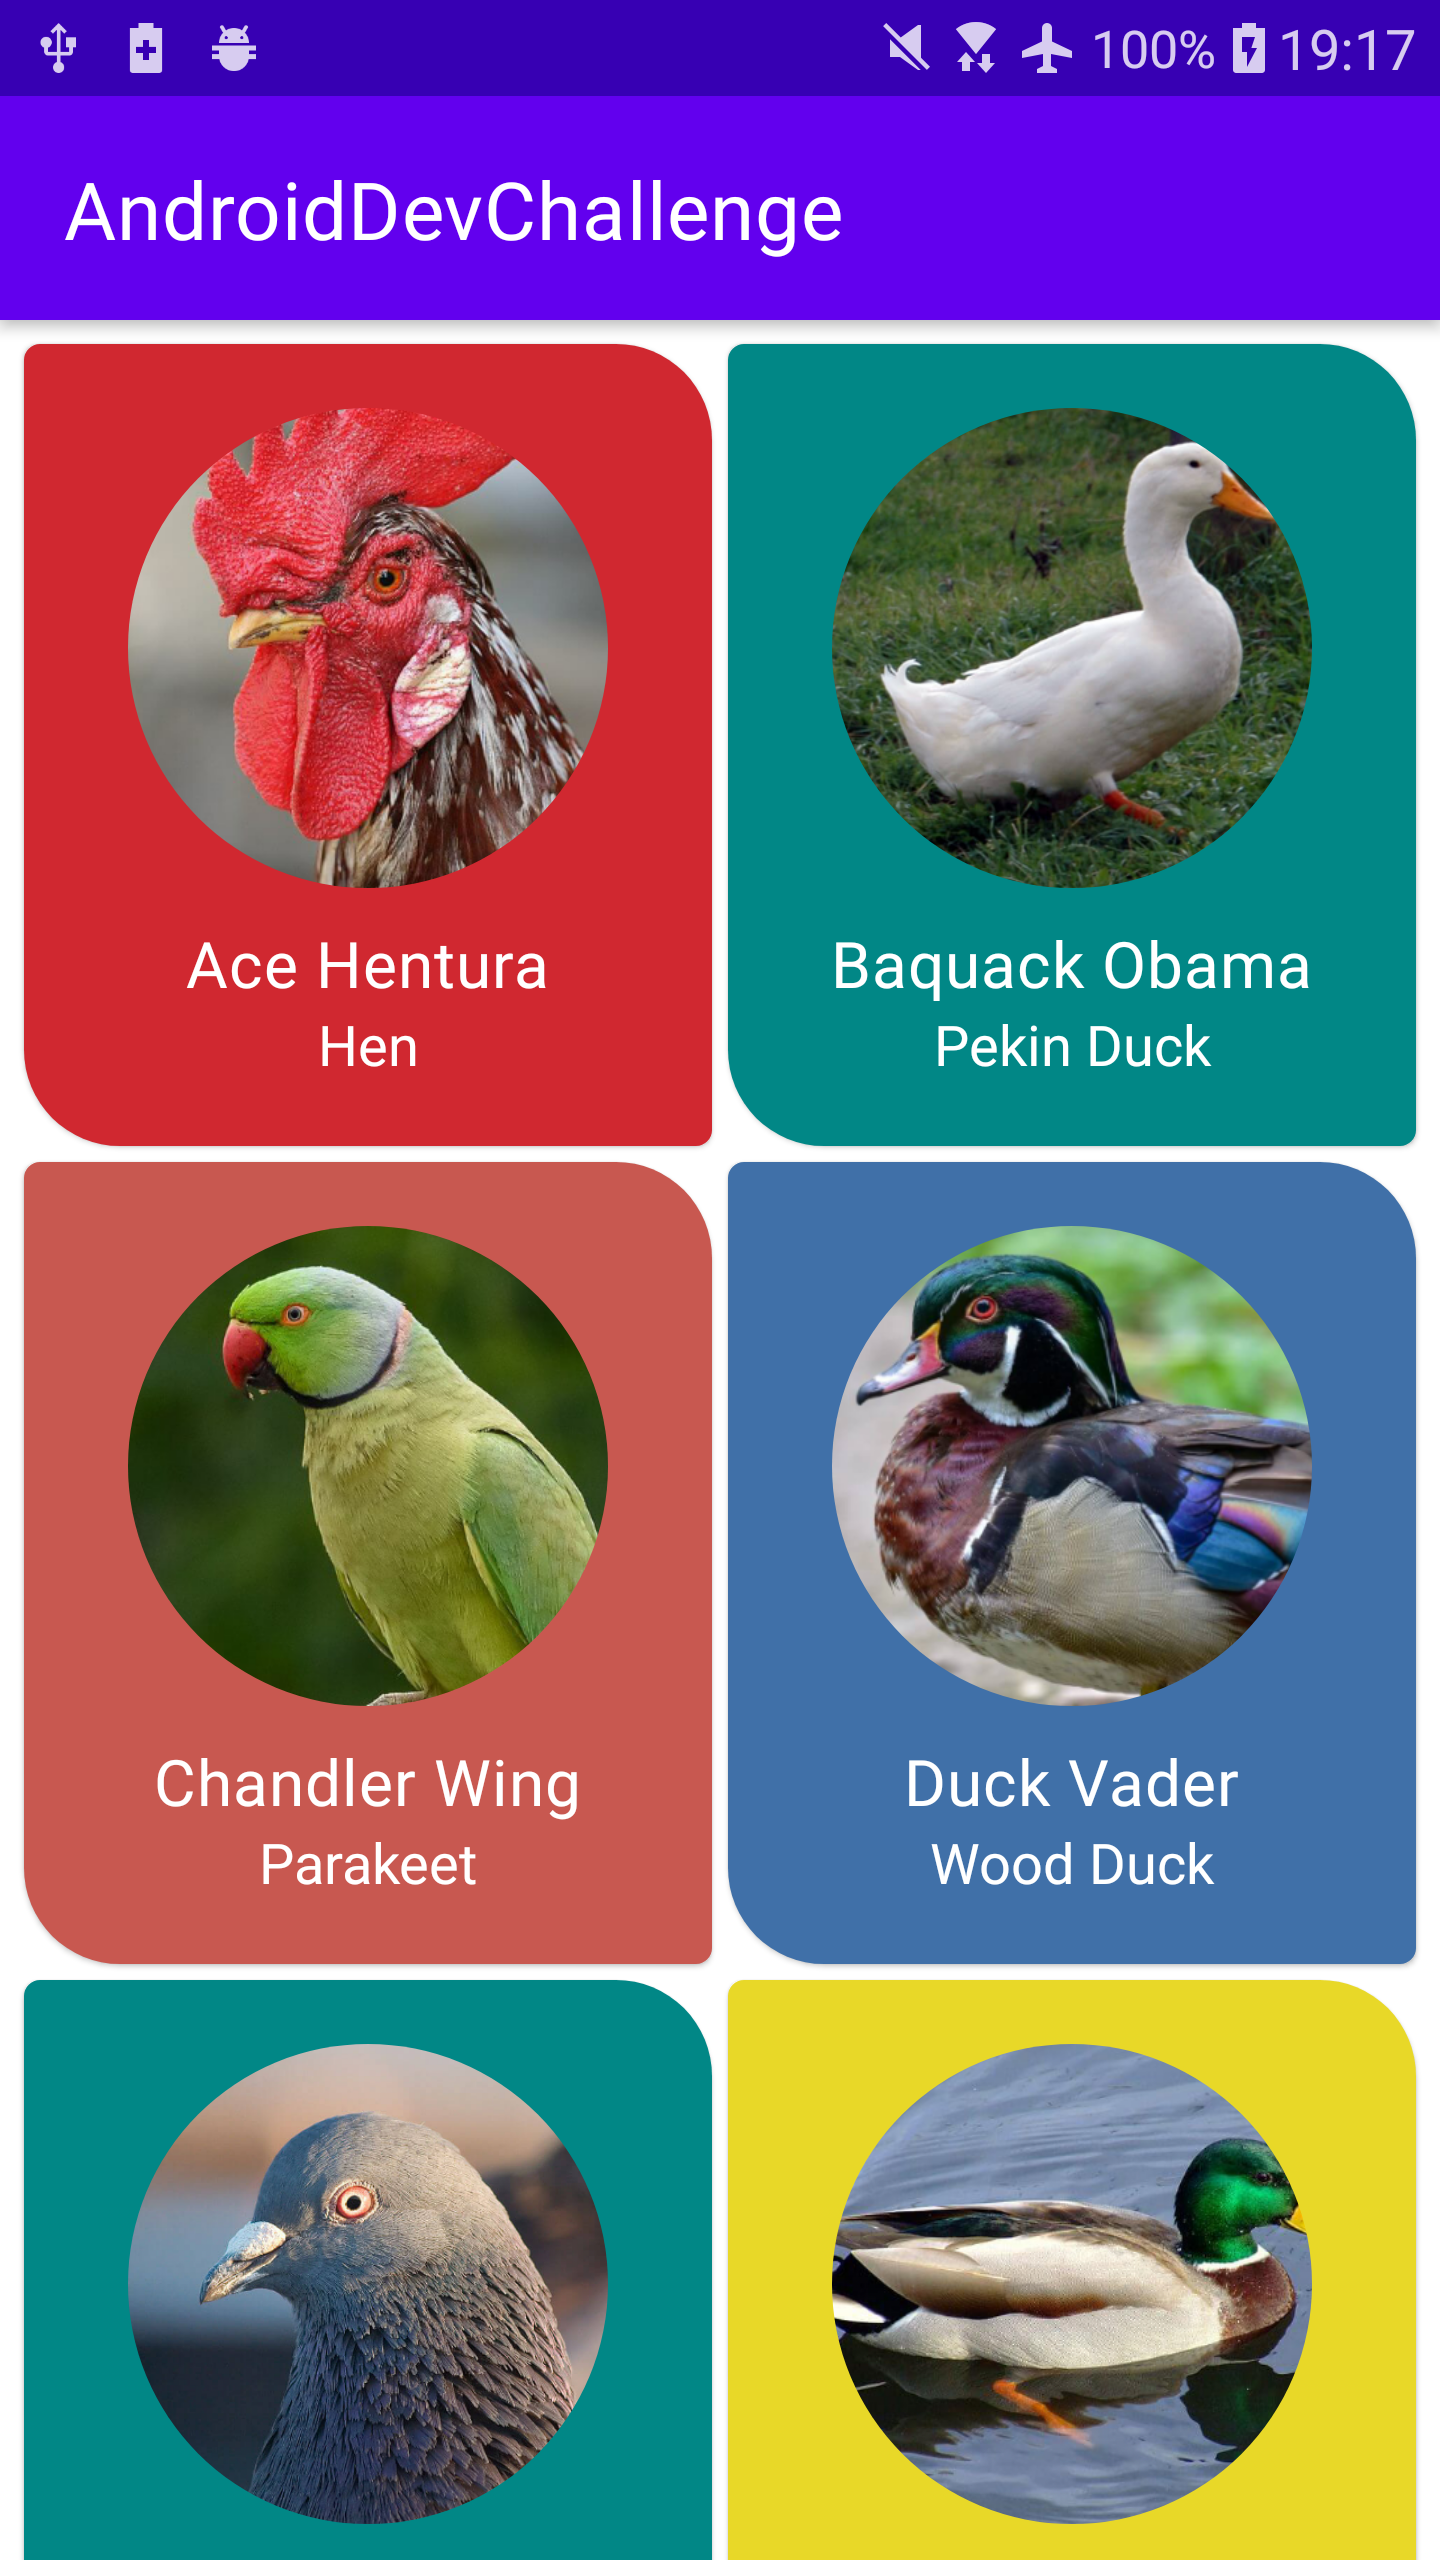 100% 19:17
AndroidDevChallenge
Ace Hentura
Hen
Baquack Obama
Pekin Duck
Chandler Wing
Parakeet
Duck Vader
Wood Duck